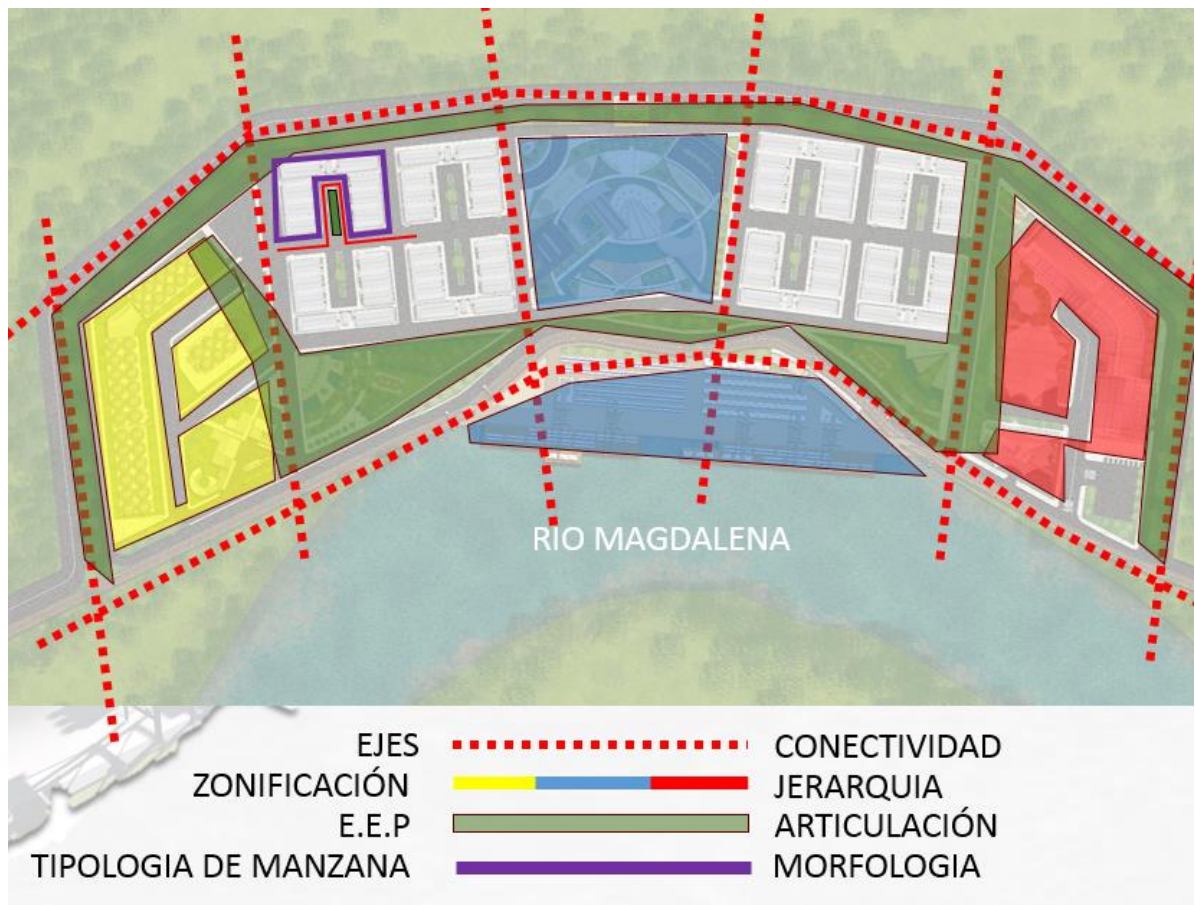 RIO MAGDALENA
EJES CONECTIVIDAD
ZONIFICACIÓN JERARQUIA
E.E.P ARTICULACIÓN
TIPOLOGIA DE MANZANA MORFOLOGIA